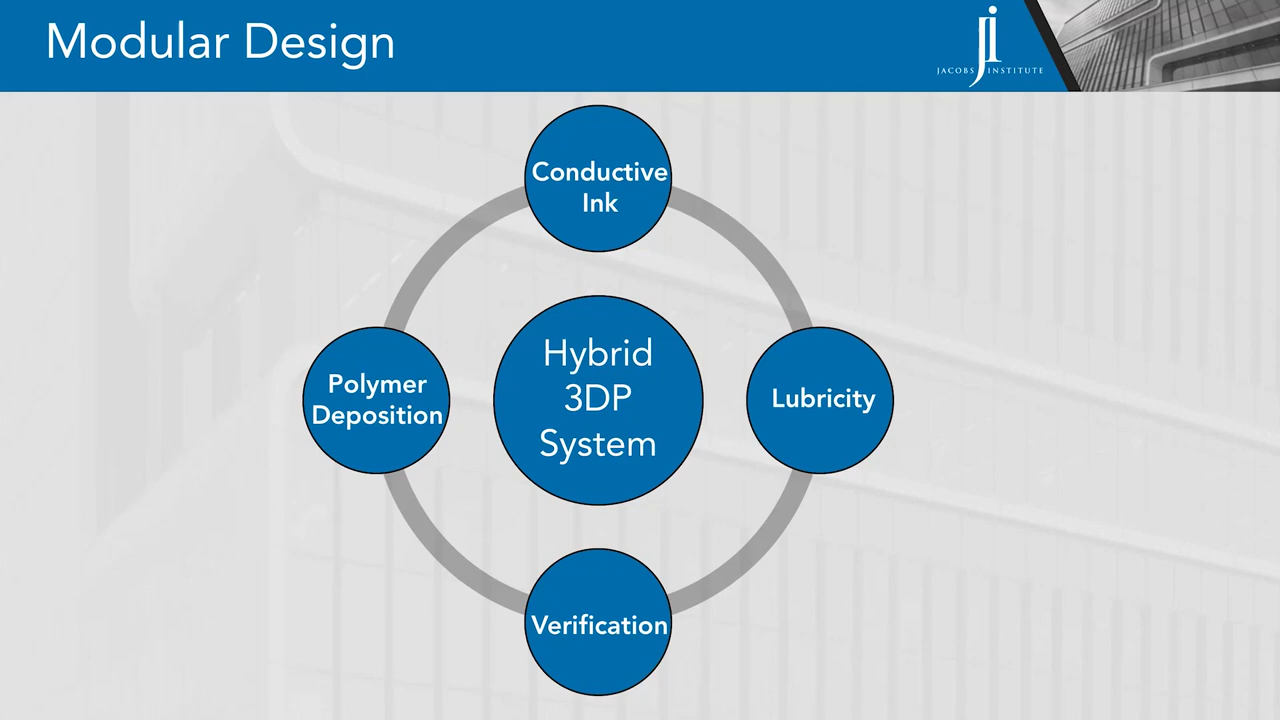 Modular Design
JACOBS INSTITUTE
Conductive
Ink
Hybrid
3DP
System
Polymer
Deposition
Lubricity
Verification